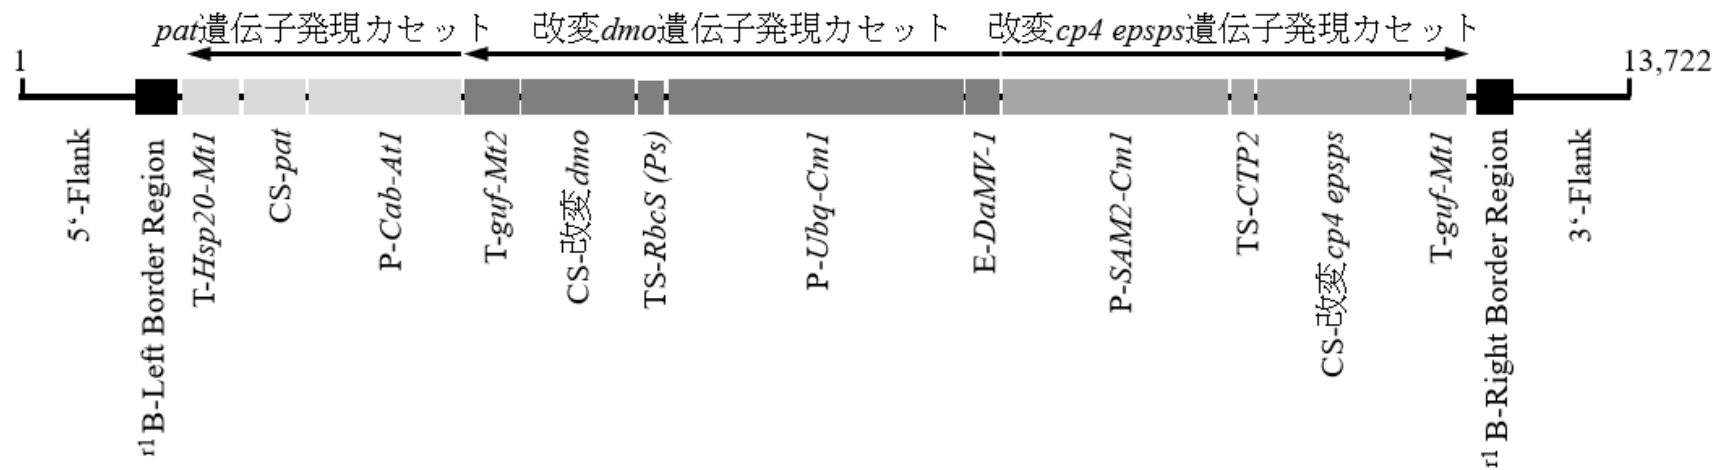 pat遺伝子発現カセット
改変dmo遺伝子発現カセット
改変cp4 epsps遺伝子発現カセット
1
13,722
5‘-Flank
r1B-Left Border Region
T-Hsp20-Mt1
CS-pat
P-Cab-At1
T-guf-Mt2
CS-改変dmo
TS-RbcS (Ps)
P-Ubq-Cm1
E-DaMV-1
P-SAM2-Cm1
TS-CTP2
CS-改変cp4 epsps
T-guf-Mt1
r1B-Right Border Region
3‘-Flank